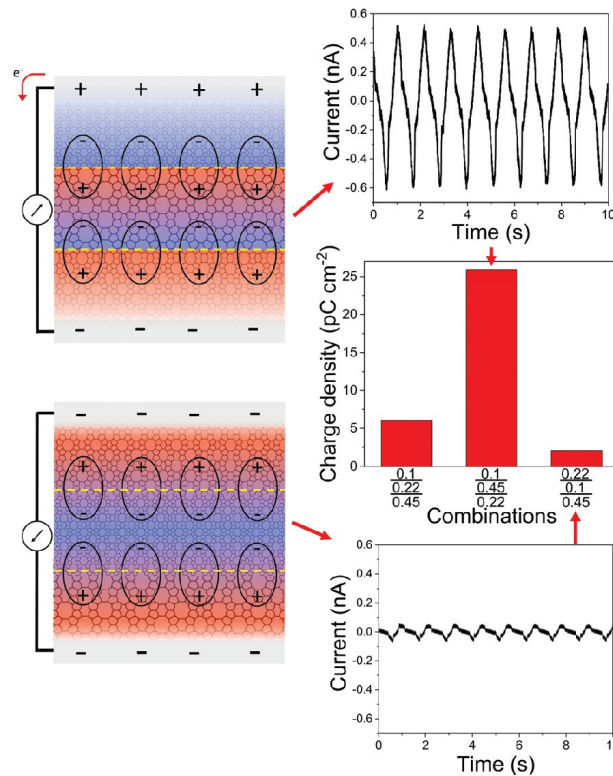 e-
+ + + +
- - - -
+ + + +
- - - -
+ + + +
- - - -
Current (nA)
0.6
0.4
0.2
0.0
-0.2
-0.4
-0.6
0 2 4 6 8 10
Time (s)
Charge density (pC cm-2)
25
20
15
10
5
0
0.1 0.1 0.22
0.22 0.45 0.1
0.45 0.22 0.45
Combinations
- - - -
+ + + +
- - - -
- - - -
+ + + +
- - - -
Current (nA)
0.6
0.4
0.2
0.0
-0.2
-0.4
-0.6
0 2 4 6 8 1
Time (s)